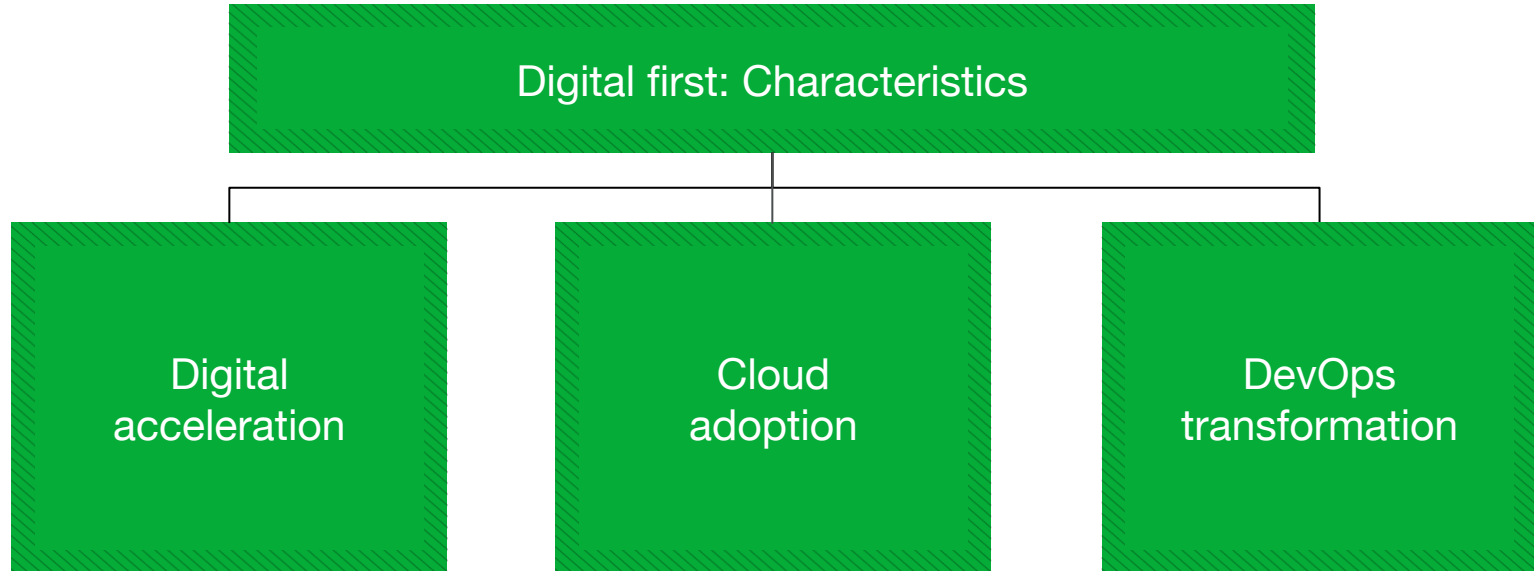 Digital first: Characteristics
Digital
acceleration
Cloud
adoption
DevOps
transformation